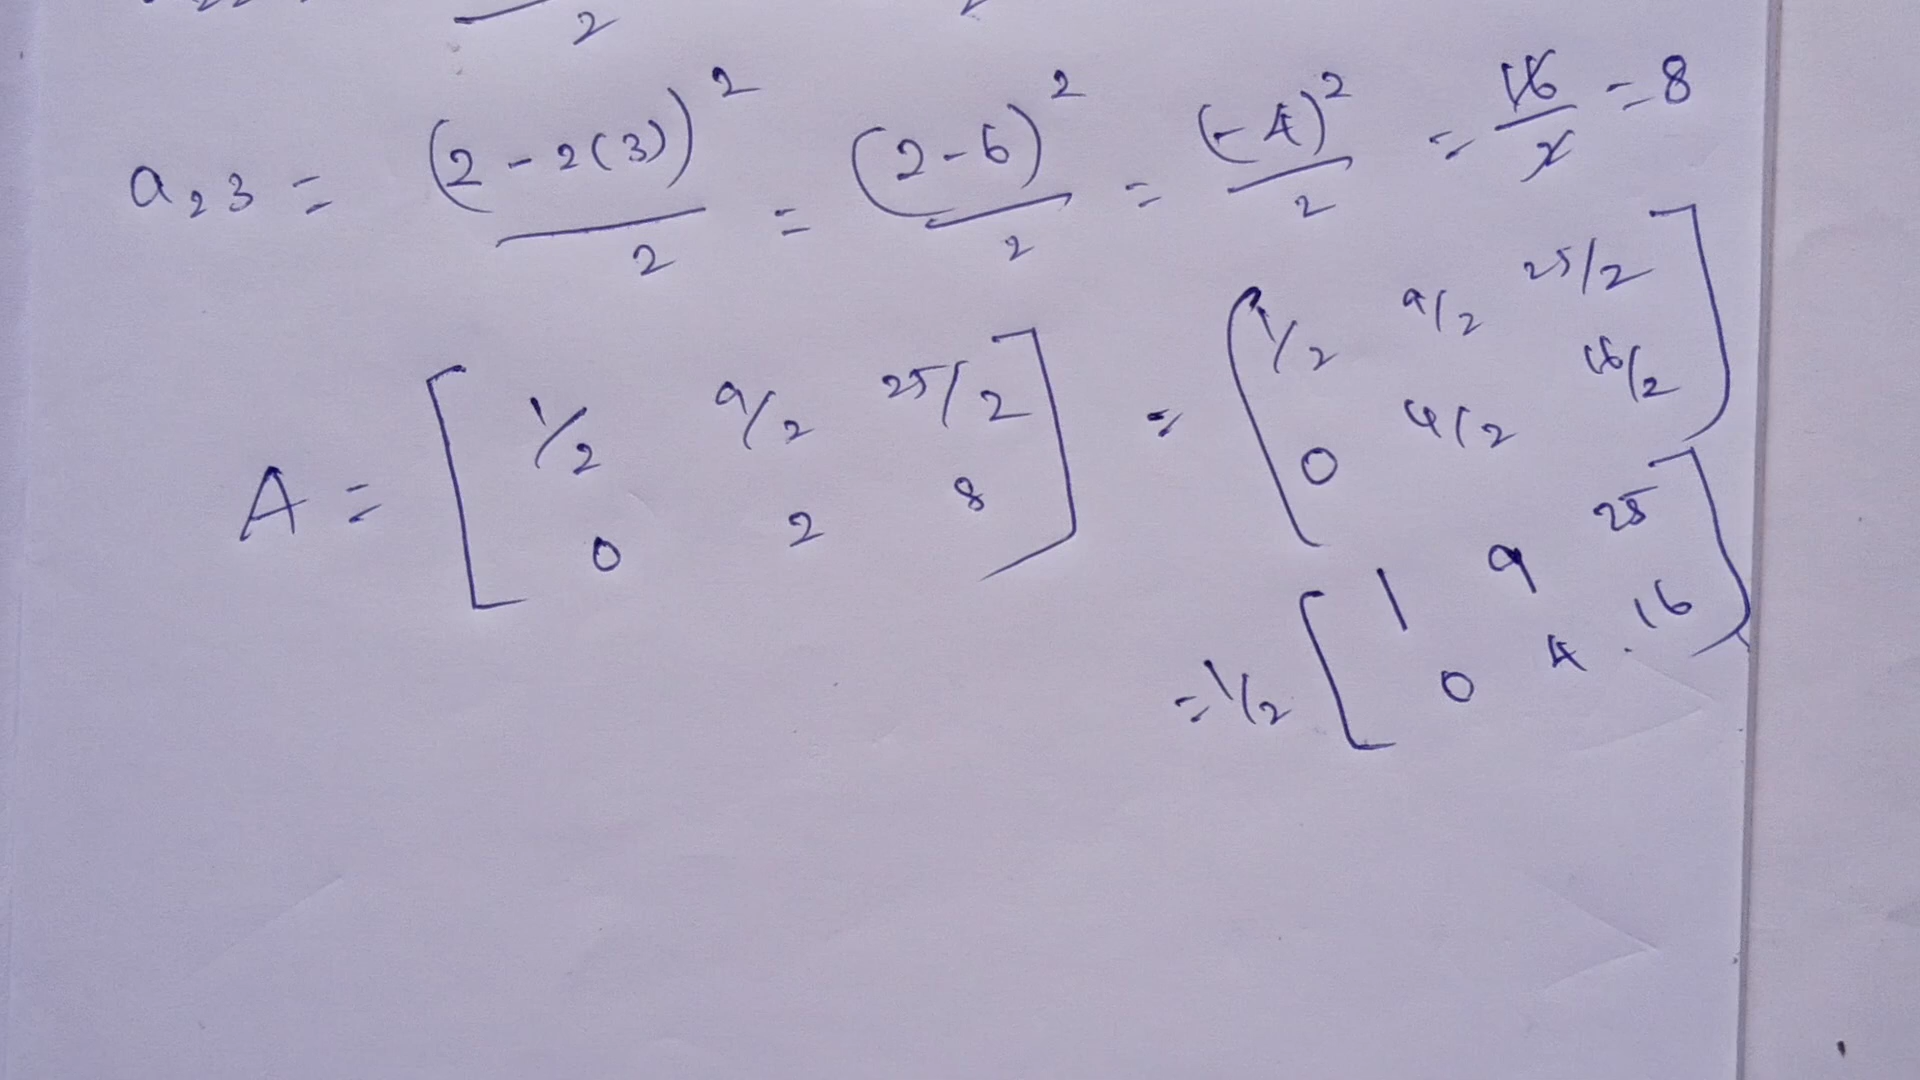 2
a₂₃ = (2-2(3))²/2 = (2-6)²/2 = (-4)²/2 = 16/2 = 8
A = [1/2 9/2 25/2] = [1/2 9/2 25/2]
[0 2 8] [0 4/2 16/2]
= 1/2 [1 9 25]
[0 4 16]